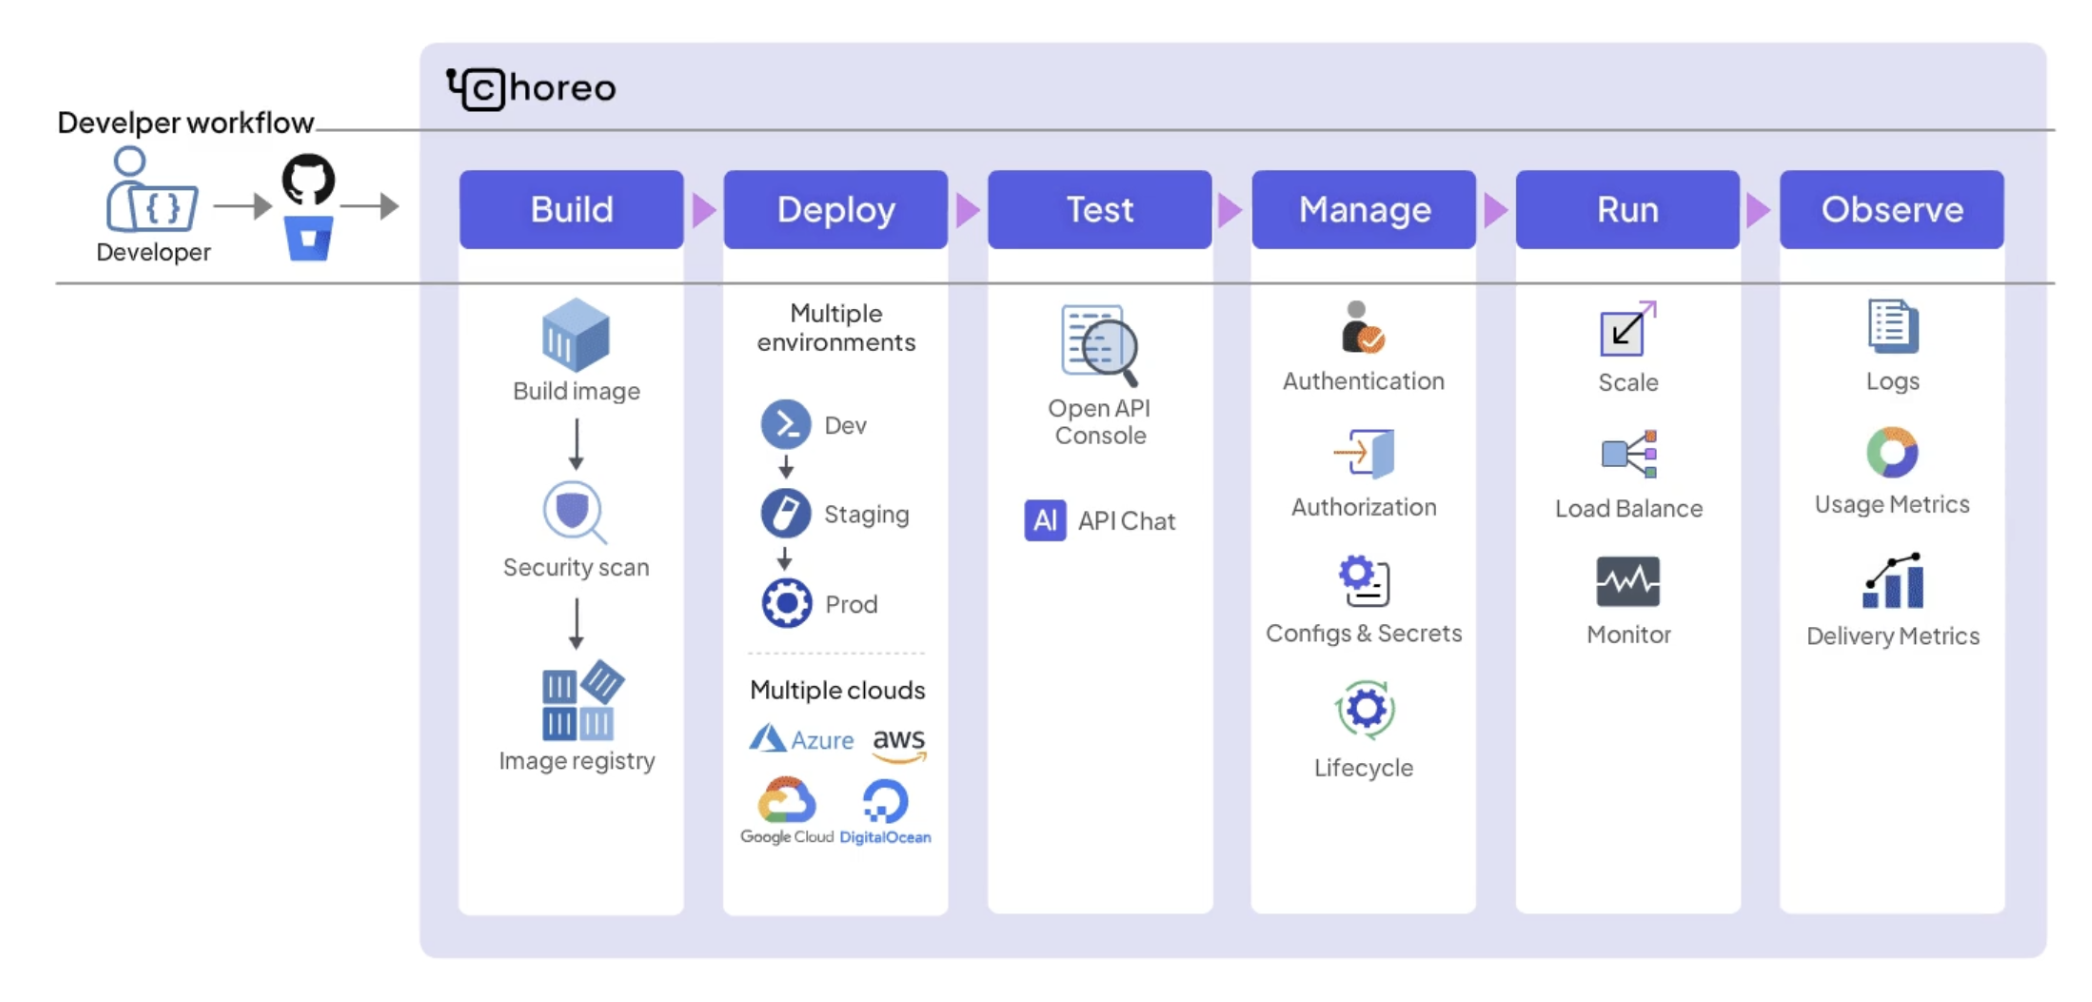 choreo
Develper workflow
{ }
Developer
Build
Deploy
Test
Manage
Run
Observe
Build image
Security scan
Image registry
Multiple
environments
Dev
Staging
Prod
Multiple clouds
Azure
aws
Google Cloud
DigitalOcean
Open API
Console
AI API Chat
Authentication
Authorization
Configs & Secrets
Lifecycle
Scale
Load Balance
Monitor
Logs
Usage Metrics
Delivery Metrics